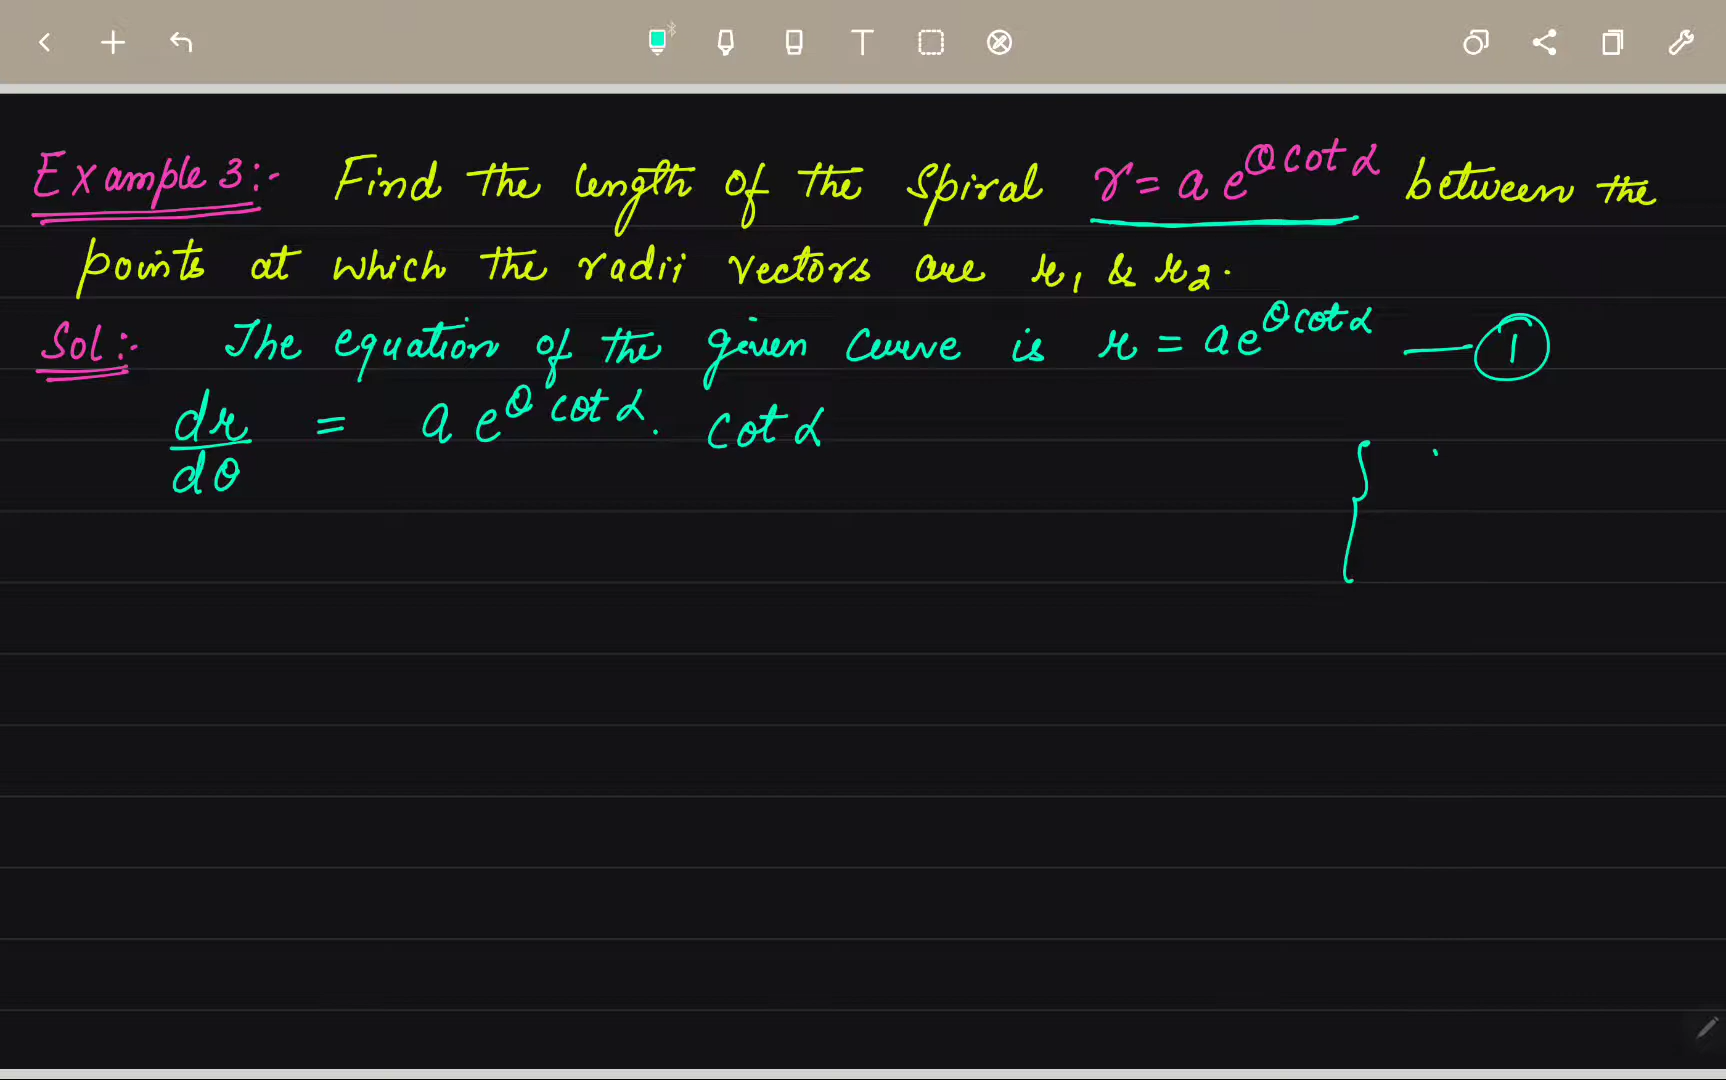 Example 3:- Find the length of the Spiral r = a e^{θ cot α} between the
points at which the radii vectors are r₁ & r₂.
Sol:- The equation of the given curve is r = a e^{θ cot α} — ①
dr/dθ = a e^{θ cot α} . cot α
{